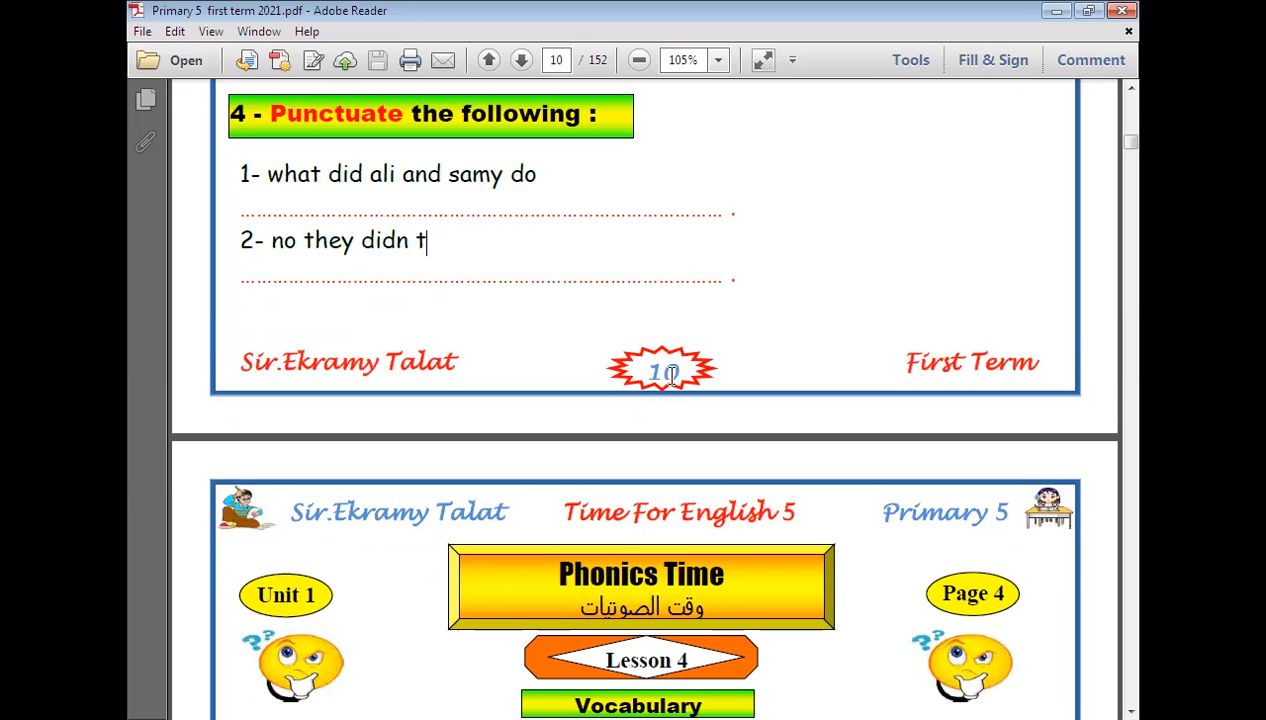 Primary 5 first term 2021.pdf - Adobe Reader
File Edit View Window Help
Open 10 / 152 105% Tools Fill & Sign Comment
4 - Punctuate the following :
1- what did ali and samy do
…………………………………………………………………………… .
2- no they didn t
…………………………………………………………………………… .
Sir.Ekramy Talat 10 First Term
Sir.Ekramy Talat Time For English 5 Primary 5
Phonics Time
وقت الصوتيات
Unit 1 Page 4
Lesson 4
Vocabulary